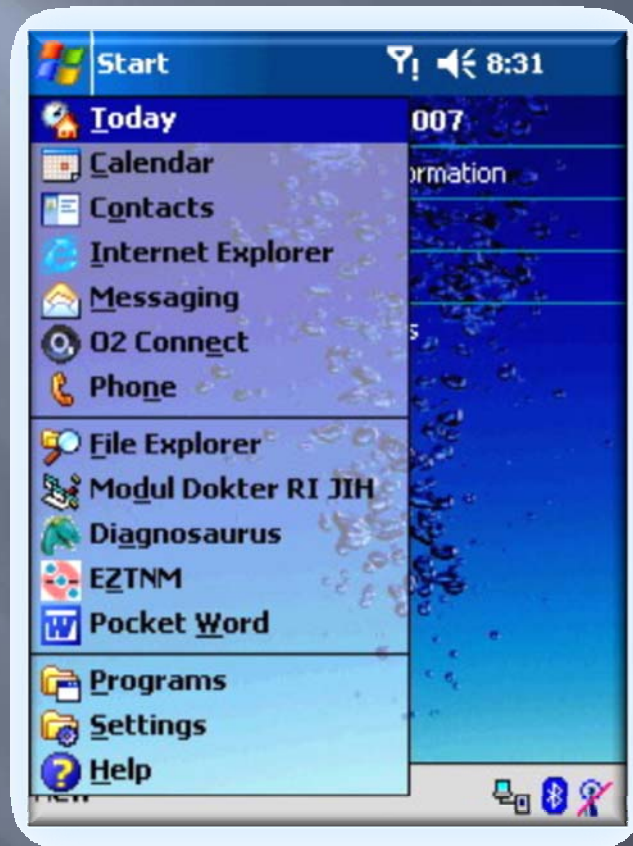 Start 8:31
Today
007
Calendar
ormation
Contacts
Internet Explorer
Messaging
O2 Connect
s
Phone
File Explorer
Modul Dokter RI JIH
Diagnosaurus
EZTNM
Pocket Word
Programs
Settings
Help